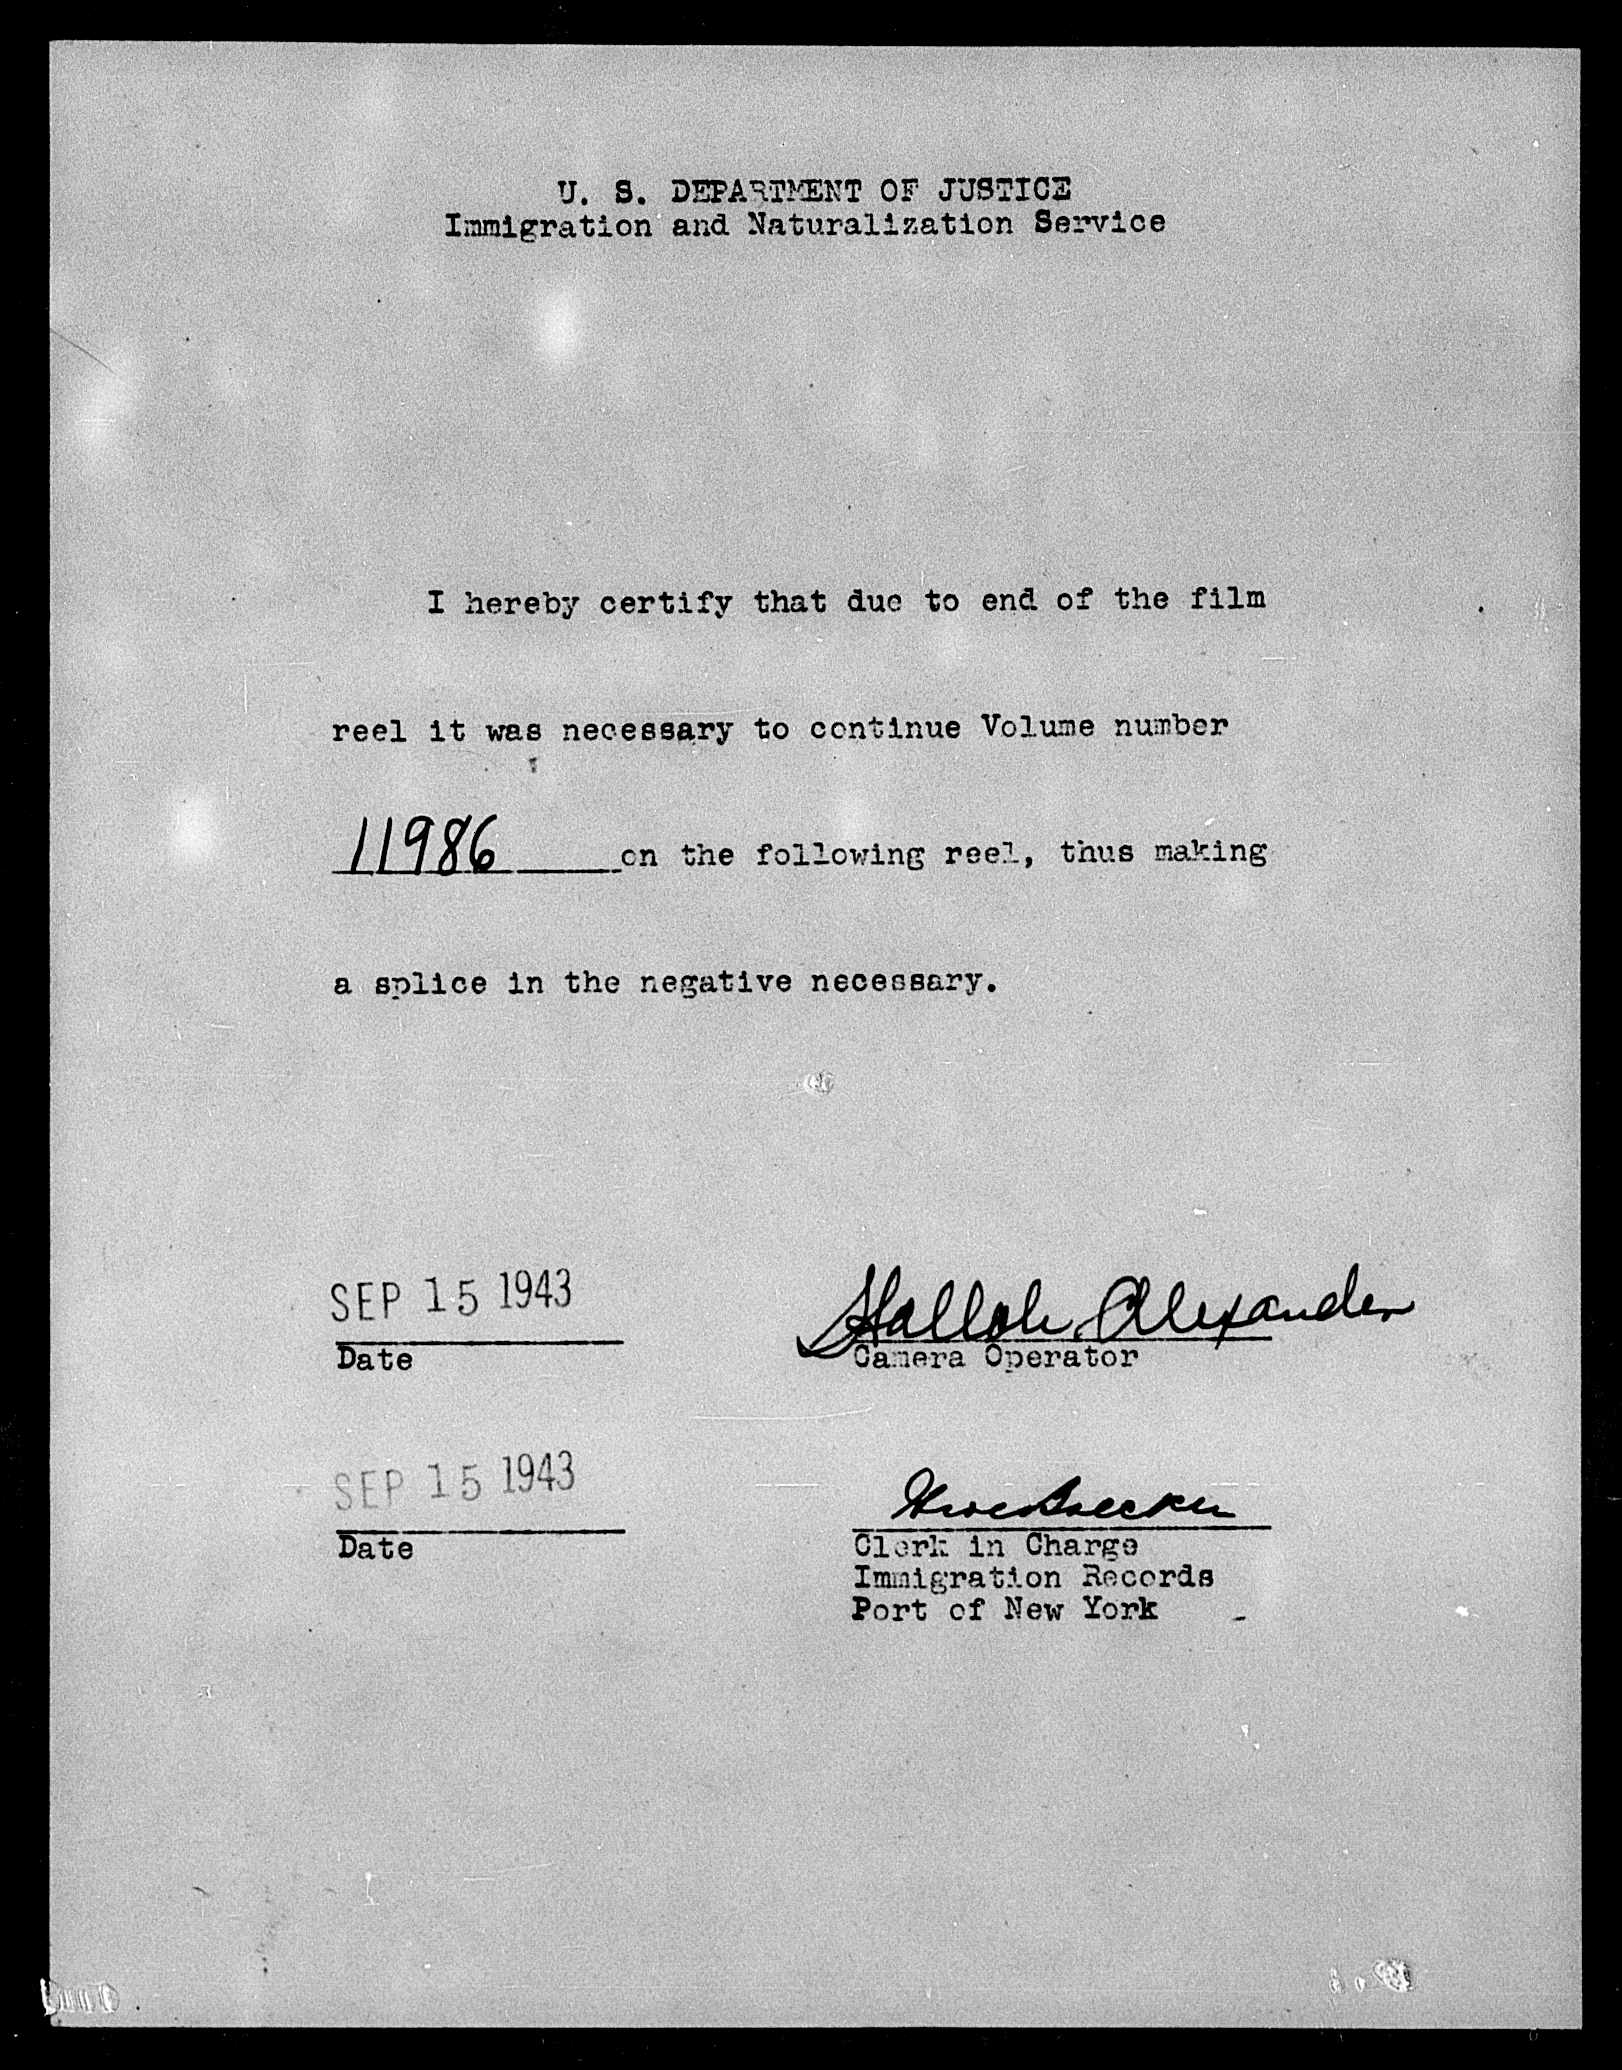 U. S. DEPARTMENT OF JUSTICE
Immigration and Naturalization Service
I hereby certify that due to end of the film
reel it was necessary to continue Volume number
11986 on the following reel, thus making
a splice in the negative necessary.
SEP 15 1943
Alexander
Date
Camera Operator
SEP 15 1943
Date
Clerk in Charge
Immigration Records
Port of New York